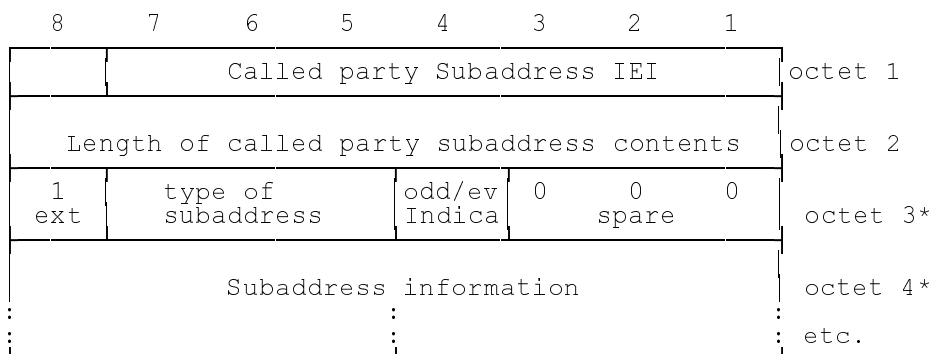 8 7 6 5 4 3 2 1
Called party Subaddress IEI octet 1
Length of called party subaddress contents octet 2
1 type of odd/ev 0 0 0
ext subaddress Indica spare octet 3*
Subaddress information octet 4*
: : : 
: : : etc.